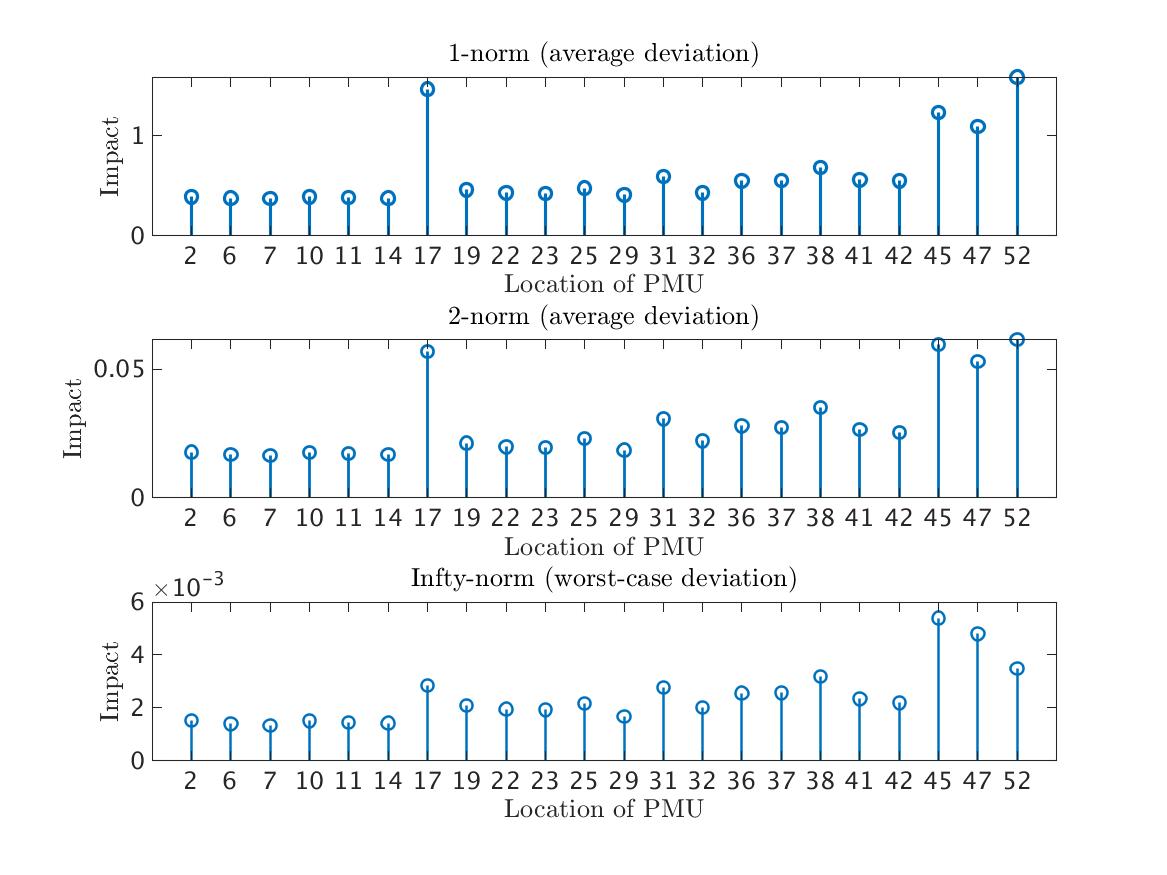 1-norm (average deviation)
Impact
1
0
2 6 7 10 11 14 17 19 22 23 25 29 31 32 36 37 38 41 42 45 47 52
Location of PMU
2-norm (average deviation)
Impact
0.05
0
2 6 7 10 11 14 17 19 22 23 25 29 31 32 36 37 38 41 42 45 47 52
Location of PMU
Infty-norm (worst-case deviation)
×10⁻³
Impact
6
4
2
0
2 6 7 10 11 14 17 19 22 23 25 29 31 32 36 37 38 41 42 45 47 52
Location of PMU